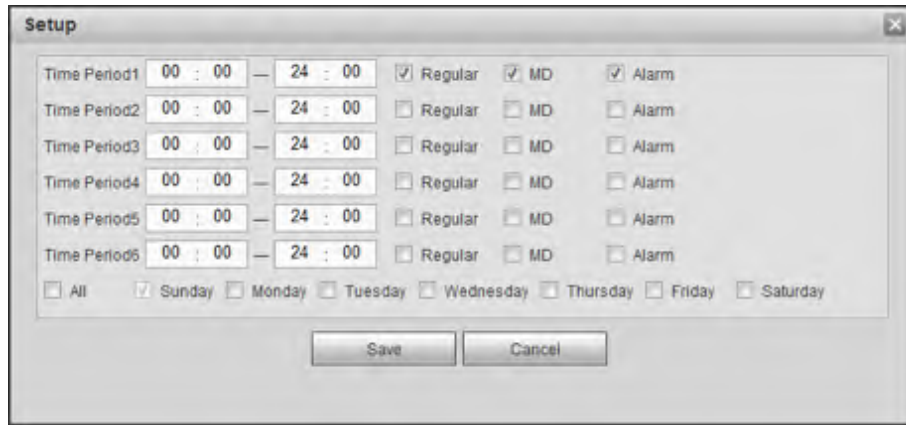 Setup
Time Period1 00 : 00 — 24 : 00 Regular MD Alarm
Time Period2 00 : 00 — 24 : 00 Regular MD Alarm
Time Period3 00 : 00 — 24 : 00 Regular MD Alarm
Time Period4 00 : 00 — 24 : 00 Regular MD Alarm
Time Period5 00 : 00 — 24 : 00 Regular MD Alarm
Time Period6 00 : 00 — 24 : 00 Regular MD Alarm
All Sunday Monday Tuesday Wednesday Thursday Friday Saturday
Save Cancel